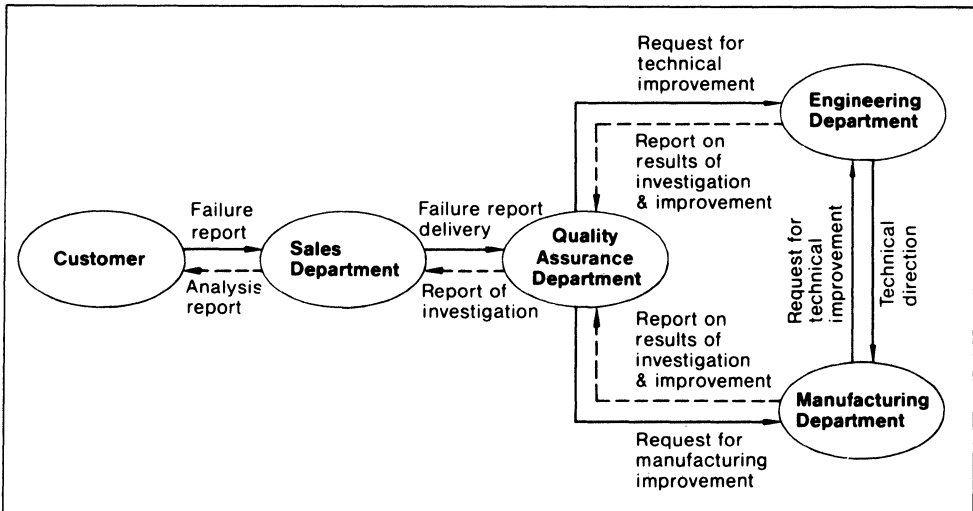 Request for
technical
improvement
Engineering
Department
Report on
results of
investigation
& improvement
Failure
report
Failure report
delivery
Customer
Sales
Department
Quality
Assurance
Department
Analysis
report
Report of
investigation
Request for
technical
improvement
Technical
direction
Report on
results of
investigation
& improvement
Manufacturing
Department
Request for
manufacturing
improvement